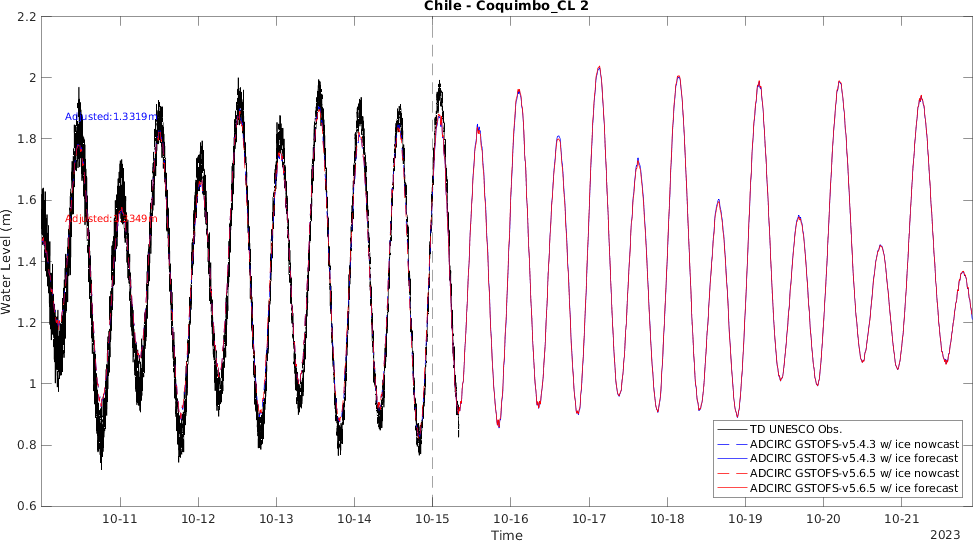 Chile - Coquimbo_CL 2
Water Level (m)
2.2
2
1.8
1.6
1.4
1.2
1
0.8
0.6
Adjusted:1.3319m
10-11
10-12
10-13
10-14
10-15
10-16
10-17
10-18
10-19
10-20
10-21
Time
2023
TD UNESCO Obs.
ADCIRC GSTOFS-v5.4.3 w/ ice nowcast
ADCIRC GSTOFS-v5.4.3 w/ ice forecast
ADCIRC GSTOFS-v5.6.5 w/ ice nowcast
ADCIRC GSTOFS-v5.6.5 w/ ice forecast